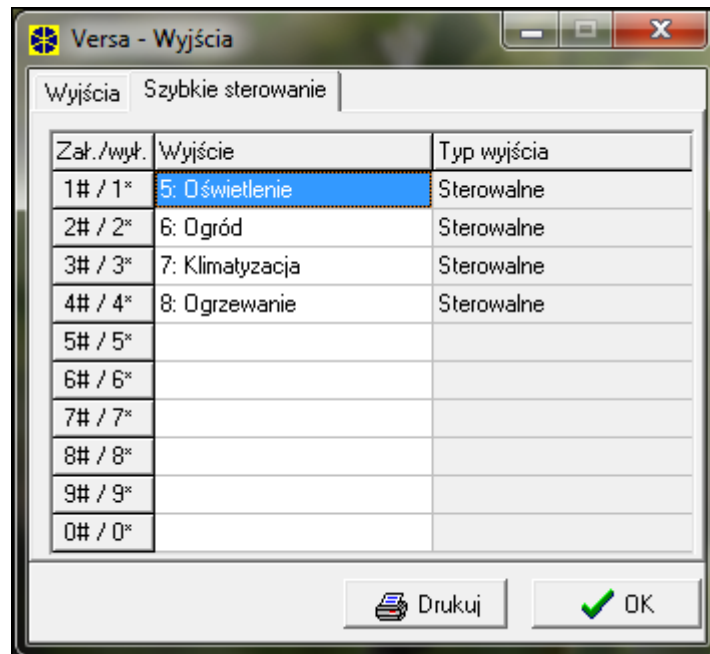 Versa - Wyjścia
Wyjścia Szybkie sterowanie
Zał./wył. Wyjście Typ wyjścia
1# / 1* 5: Oświetlenie Sterowalne
2# / 2* 6: Ogród Sterowalne
3# / 3* 7: Klimatyzacja Sterowalne
4# / 4* 8: Ogrzewanie Sterowalne
5# / 5*
6# / 6*
7# / 7*
8# / 8*
9# / 9*
0# / 0*
Drukuj OK